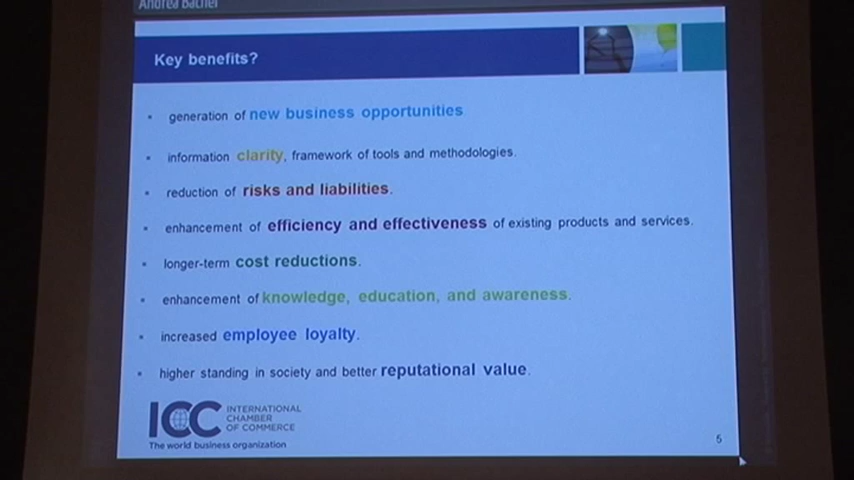 Andrea Bacher
Key benefits?
▪ generation of new business opportunities
▪ information clarity, framework of tools and methodologies.
▪ reduction of risks and liabilities.
▪ enhancement of efficiency and effectiveness of existing products and services.
▪ longer-term cost reductions.
▪ enhancement of knowledge, education, and awareness.
▪ increased employee loyalty.
▪ higher standing in society and better reputational value.
ICC INTERNATIONAL
CHAMBER
OF COMMERCE
The world business organization
5